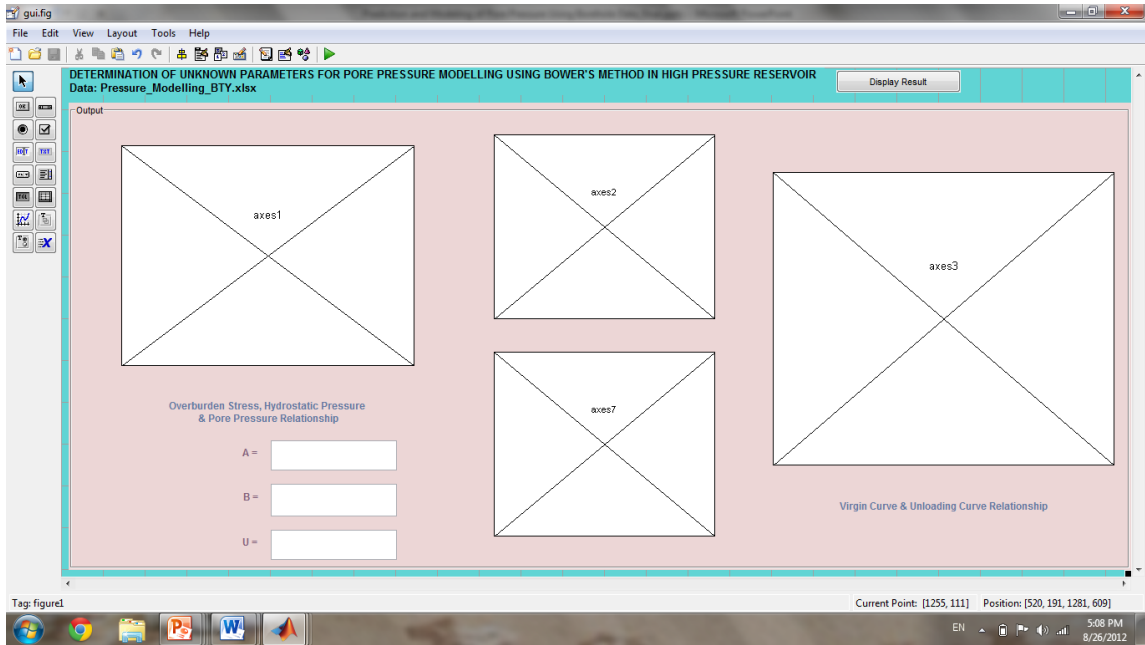 gui.fig
File Edit View Layout Tools Help
DETERMINATION OF UNKNOWN PARAMETERS FOR PORE PRESSURE MODELLING USING BOWER'S METHOD IN HIGH PRESSURE RESERVOIR
Data: Pressure_Modelling_BTY.xlsx
Display Result
Output
axes1
axes2
axes3
axes7
Overburden Stress, Hydrostatic Pressure
& Pore Pressure Relationship
A =
B =
U =
Virgin Curve & Unloading Curve Relationship
Tag: figure1
Current Point: [1255, 111] Position: [520, 191, 1281, 609]
EN
5:08 PM
8/26/2012